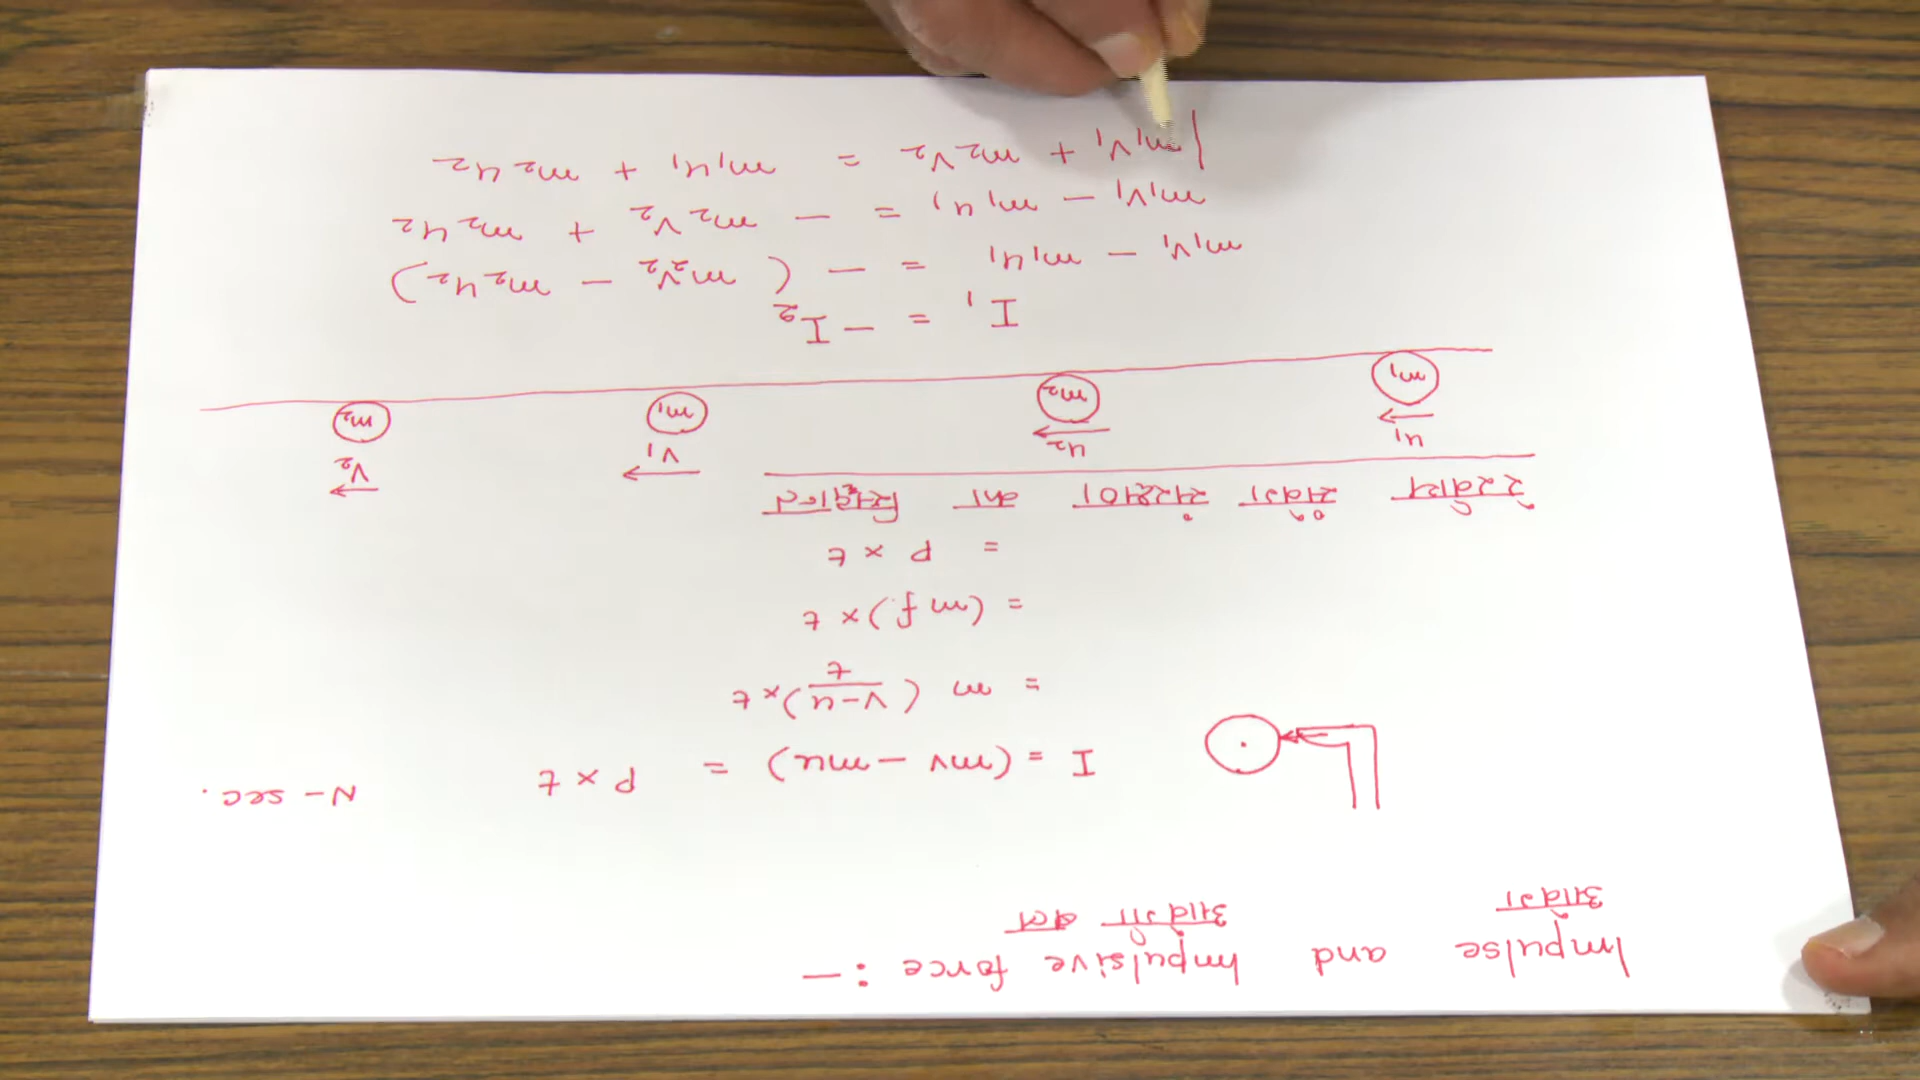 Impulse and Impulsive force :-
आवेग आवेगी बल
I = (mv - mu) = P × t N-sec.
= m (v-u/t) × t
= (m f) × t
= P × t
रेखीय संवेग संरक्षण का सिद्धान्त
u₁ u₂ v₁ v₂
m₁ m₂ m₁ m₂
I₁ = - I₂
m₁v₁ - m₁u₁ = - (m₂v₂ - m₂u₂)
m₁v₁ - m₁u₁ = - m₂v₂ + m₂u₂
m₁v₁ + m₂v₂ = m₁u₁ + m₂u₂